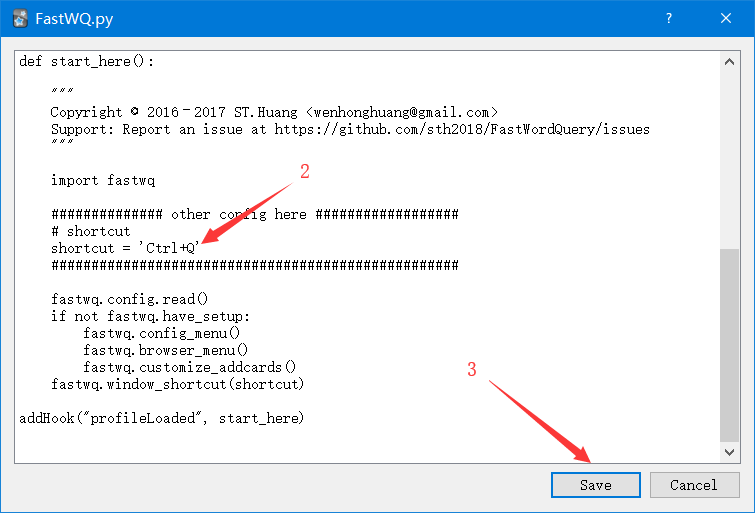 FastWQ.py
def start_here():
"""
Copyright © 2016-2017 ST.Huang <wenhonghuang@gmail.com>
Support: Report an issue at https://github.com/sth2018/FastWordQuery/issues
"""
import fastwq
############## other config here ##################
# shortcut
shortcut = 'Ctrl+Q'
###################################################
fastwq.config.read()
if not fastwq.have_setup:
fastwq.config_menu()
fastwq.browser_menu()
fastwq.customize_addcards()
fastwq.window_shortcut(shortcut)
addHook("profileLoaded", start_here)
2
3
Save Cancel